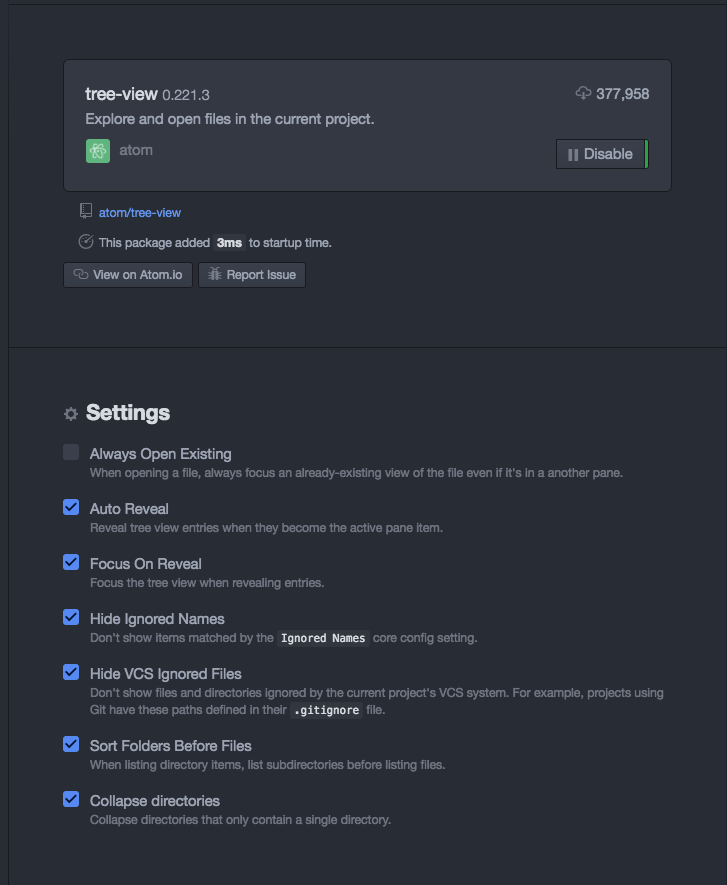 tree-view 0.221.3
377,958
Explore and open files in the current project.
atom
Disable
atom/tree-view
This package added 3ms to startup time.
View on Atom.io
Report Issue
Settings
Always Open Existing
When opening a file, always focus an already-existing view of the file even if it's in a another pane.
Auto Reveal
Reveal tree view entries when they become the active pane item.
Focus On Reveal
Focus the tree view when revealing entries.
Hide Ignored Names
Don't show items matched by the Ignored Names core config setting.
Hide VCS Ignored Files
Don't show files and directories ignored by the current project's VCS system. For example, projects using
Git have these paths defined in their .gitignore file.
Sort Folders Before Files
When listing directory items, list subdirectories before listing files.
Collapse directories
Collapse directories that only contain a single directory.